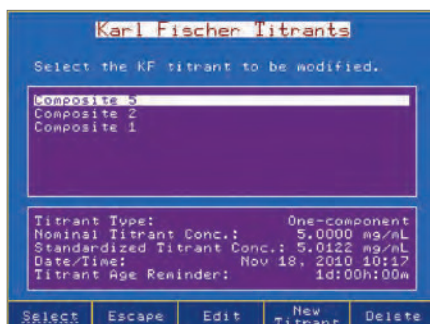 Karl Fischer Titrants
Select the KF titrant to be modified.
Composite 5
Composite 2
Composite 1
Titrant Type: One-component
Nominal Titrant Conc.: 5.0000 mg/mL
Standardized Titrant Conc.: 5.0122 mg/mL
Date/Time: Nov 18, 2010 10:17
Titrant Age Reminder: 1d:00h:00m
Select Escape Edit New Titrant Delete